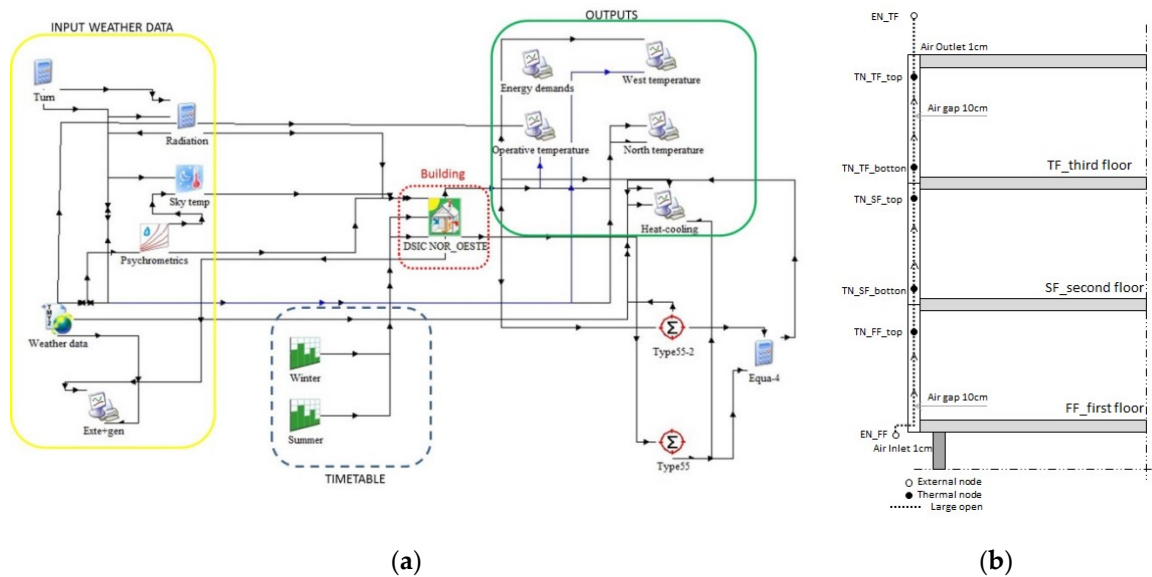 INPUT WEATHER DATA
Turn
Radiation
Sky temp
Psychrometrics
Weather data
Exte+gen
Building
DSIC NOR_OESTE
TIMETABLE
Winter
Summer
OUTPUTS
Energy demands
West temperature
Operative temperature
North temperature
Heat-cooling
Type55-2
Equa-4
Type55
(a)
EN_TF
Air Outlet 1cm
TN_TF_top
Air gap 10cm
TN_TF_botton
TF_third floor
TN_SF_top
TN_SF_botton
SF_second floor
TN_FF_top
Air gap 10cm
FF_first floor
EN_FF
Air Inlet 1cm
External node
Thermal node
Large open
(b)